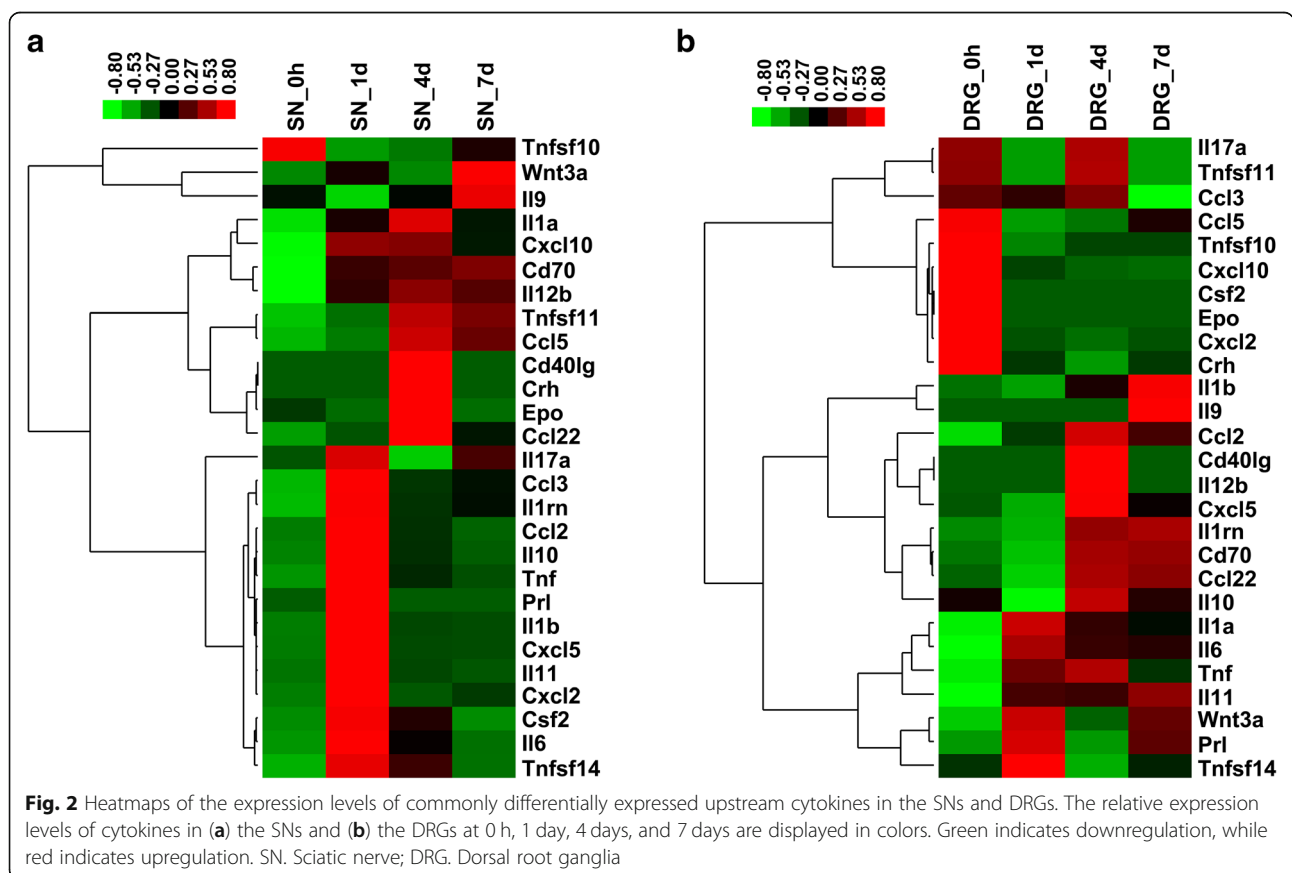 a
-0.80
-0.53
-0.27
0.00
0.27
0.53
0.80
SN_0h
SN_1d
SN_4d
SN_7d
Tnfsf10
Wnt3a
Il9
Il1a
Cxcl10
Cd70
Il12b
Tnfsf11
Ccl5
Cd40lg
Crh
Epo
Ccl22
Il17a
Ccl3
Il1rn
Ccl2
Il10
Tnf
Prl
Il1b
Cxcl5
Il11
Cxcl2
Csf2
Il6
Tnfsf14
b
-0.80
-0.53
-0.27
0.00
0.27
0.53
0.80
DRG_0h
DRG_1d
DRG_4d
DRG_7d
Il17a
Tnfsf11
Ccl3
Ccl5
Tnfsf10
Cxcl10
Csf2
Epo
Cxcl2
Crh
Il1b
Il9
Ccl2
Cd40lg
Il12b
Cxcl5
Il1rn
Cd70
Ccl22
Il10
Il1a
Il6
Tnf
Il11
Wnt3a
Prl
Tnfsf14
Fig. 2 Heatmaps of the expression levels of commonly differentially expressed upstream cytokines in the SNs and DRGs. The relative expression
levels of cytokines in (a) the SNs and (b) the DRGs at 0 h, 1 day, 4 days, and 7 days are displayed in colors. Green indicates downregulation, while
red indicates upregulation. SN. Sciatic nerve; DRG. Dorsal root ganglia